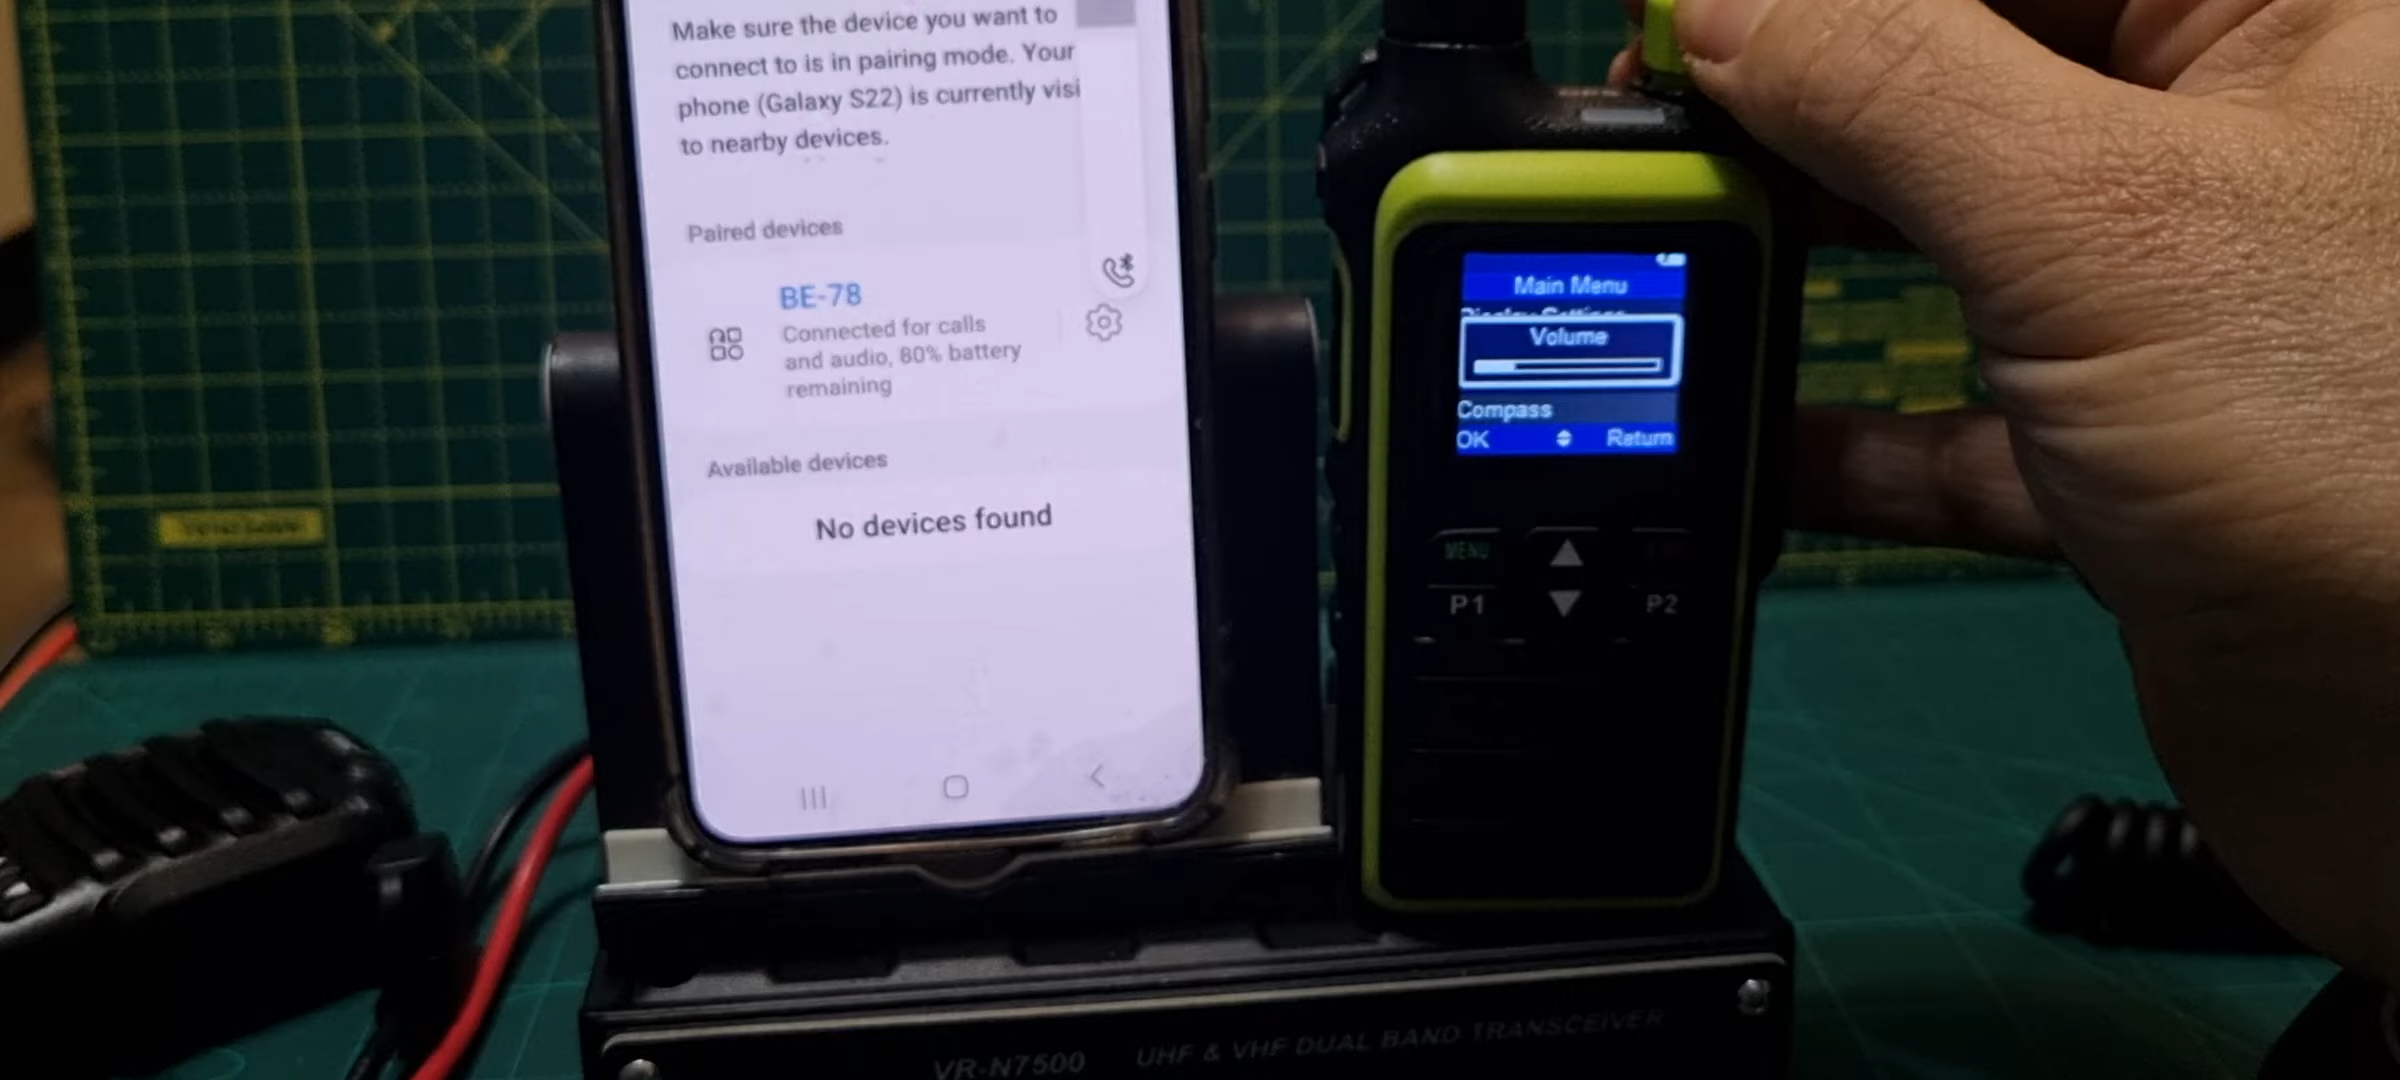 Make sure the device you want to
connect to is in pairing mode. Your
phone (Galaxy S22) is currently visi
to nearby devices.
Paired devices
BE-78
Connected for calls
and audio, 80% battery
remaining
Available devices
No devices found
Main Menu
Display Settings
Volume
Compass
OK Return
MENU
P1 P2
VR-N7500 UHF & VHF DUAL BAND TRANSCEIVER